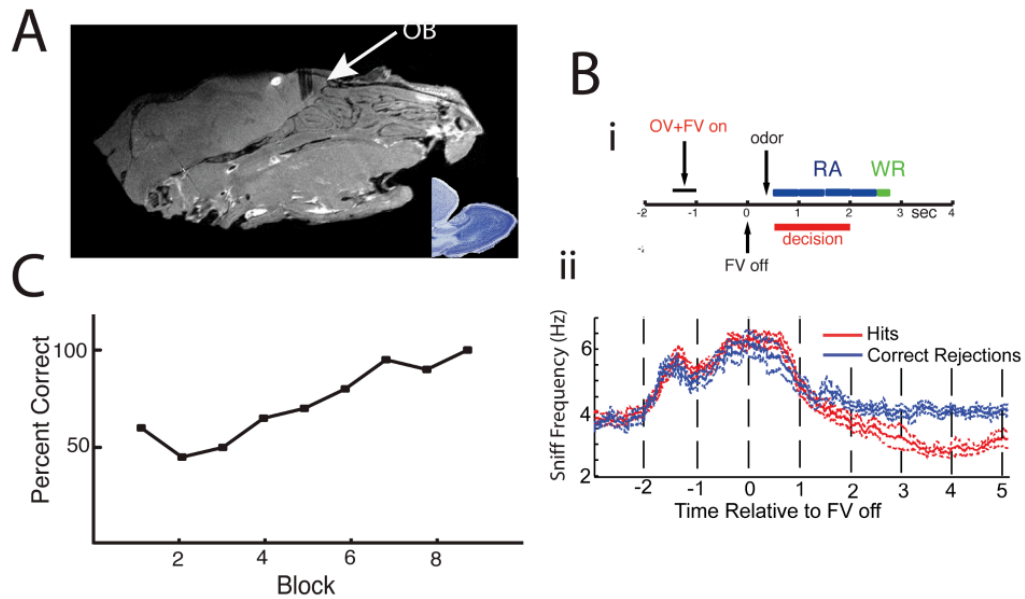 A
OB
B
i
OV+FV on
odor
RA
WR
-2
-1
0
1
2
3
sec
4
decision
FV off
C
Percent Correct
100
50
2
4
6
8
Block
ii
Sniff Frequency (Hz)
6
4
2
Hits
Correct Rejections
-2
-1
0
1
2
3
4
5
Time Relative to FV off